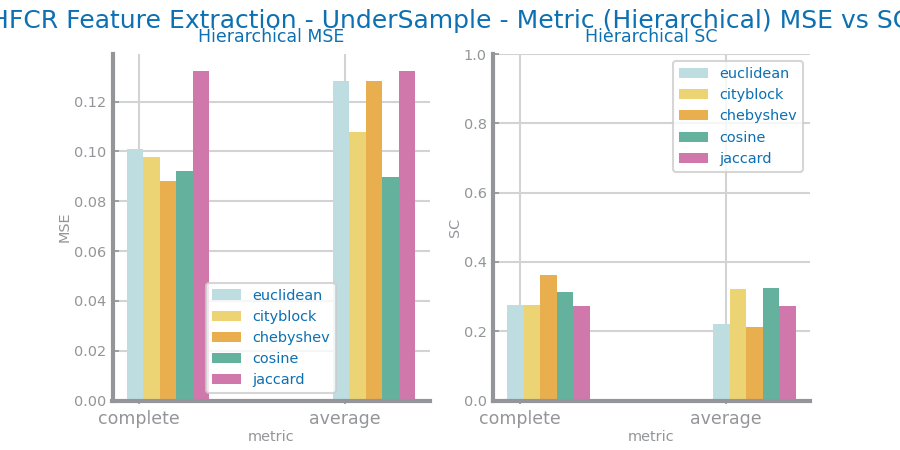 HFCR Feature Extraction - UnderSample - Metric (Hierarchical) MSE vs SC
Hierarchical MSE
MSE
0.12
0.10
0.08
0.06
0.04
0.02
0.00
euclidean
cityblock
chebyshev
cosine
jaccard
complete
average
metric
Hierarchical SC
SC
1.0
0.8
0.6
0.4
0.2
0.0
euclidean
cityblock
chebyshev
cosine
jaccard
complete
average
metric